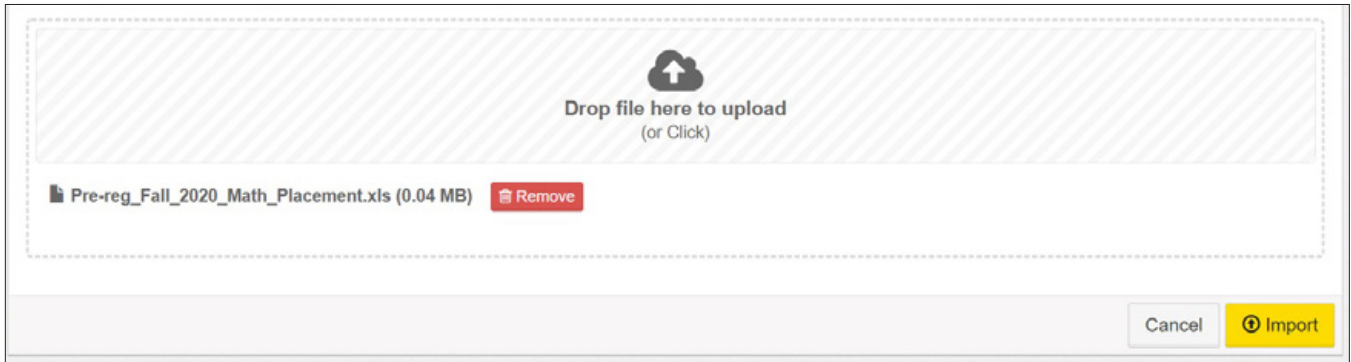 Drop file here to upload
(or Click)
Pre-reg_Fall_2020_Math_Placement.xls (0.04 MB) Remove
Cancel Import